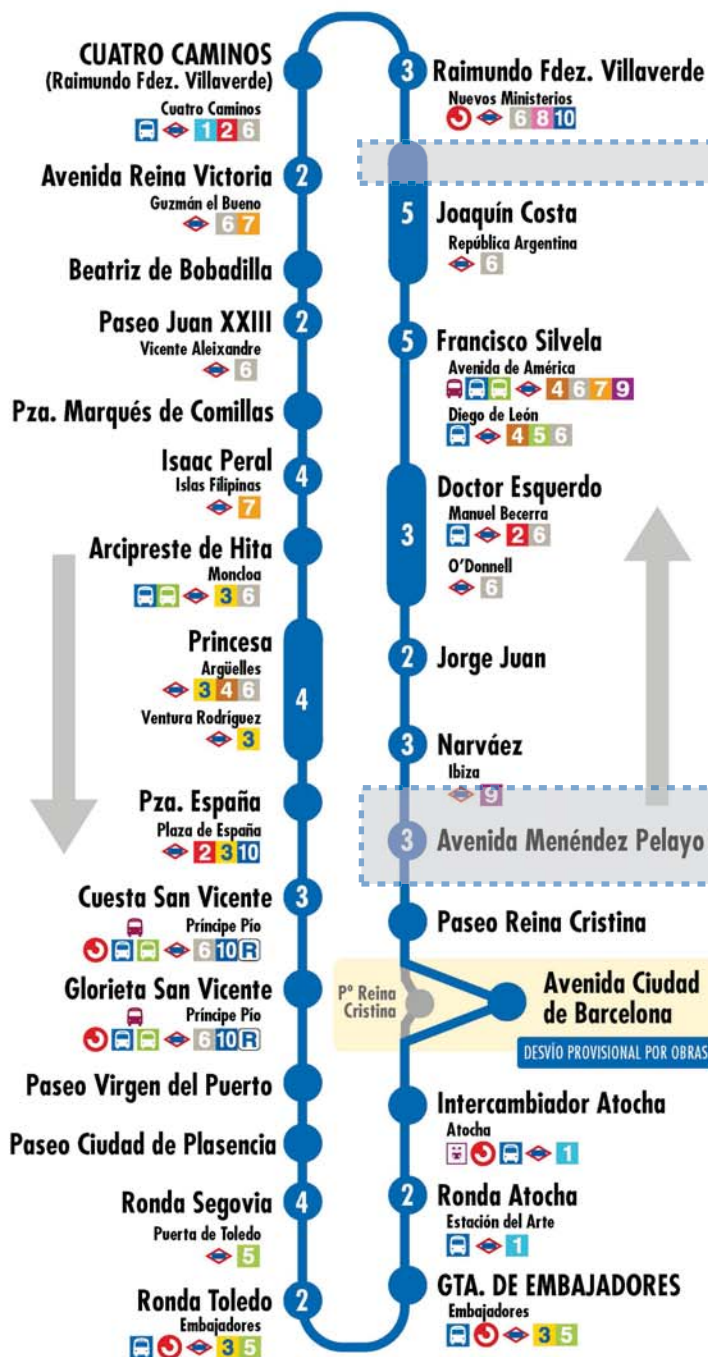 CUATRO CAMINOS
(Raimundo Fdez. Villaverde)
Cuatro Caminos
1 2 6
2
Avenida Reina Victoria
Guzmán el Bueno
6 7
Beatriz de Bobadilla
2
Paseo Juan XXIII
Vicente Aleixandre
6
Pza. Marqués de Comillas
4
Isaac Peral
Islas Filipinas
7
Arcipreste de Hita
Moncloa
3 6
4
Princesa
Argüelles
3 4 6
Ventura Rodríguez
3
Pza. España
Plaza de España
2 3 10
3
Cuesta San Vicente
Príncipe Pío
6 10 R
Glorieta San Vicente
Príncipe Pío
6 10 R
Paseo Virgen del Puerto
Paseo Ciudad de Plasencia
4
Ronda Segovia
Puerta de Toledo
5
2
Ronda Toledo
Embajadores
3 5
3
Raimundo Fdez. Villaverde
Nuevos Ministerios
6 8 10
5
Joaquín Costa
República Argentina
6
5
Francisco Silvela
Avenida de América
4 6 7 9
Diego de León
4 5 6
3
Doctor Esquerdo
Manuel Becerra
2 6
O'Donnell
6
2
Jorge Juan
3
Narváez
Ibiza
9
3
Avenida Menéndez Pelayo
Paseo Reina Cristina
Pº Reina
Cristina
Avenida Ciudad
de Barcelona
DESVÍO PROVISIONAL POR OBRAS
Intercambiador Atocha
Atocha
1
2
Ronda Atocha
Estación del Arte
1
GTA. DE EMBAJADORES
Embajadores
3 5